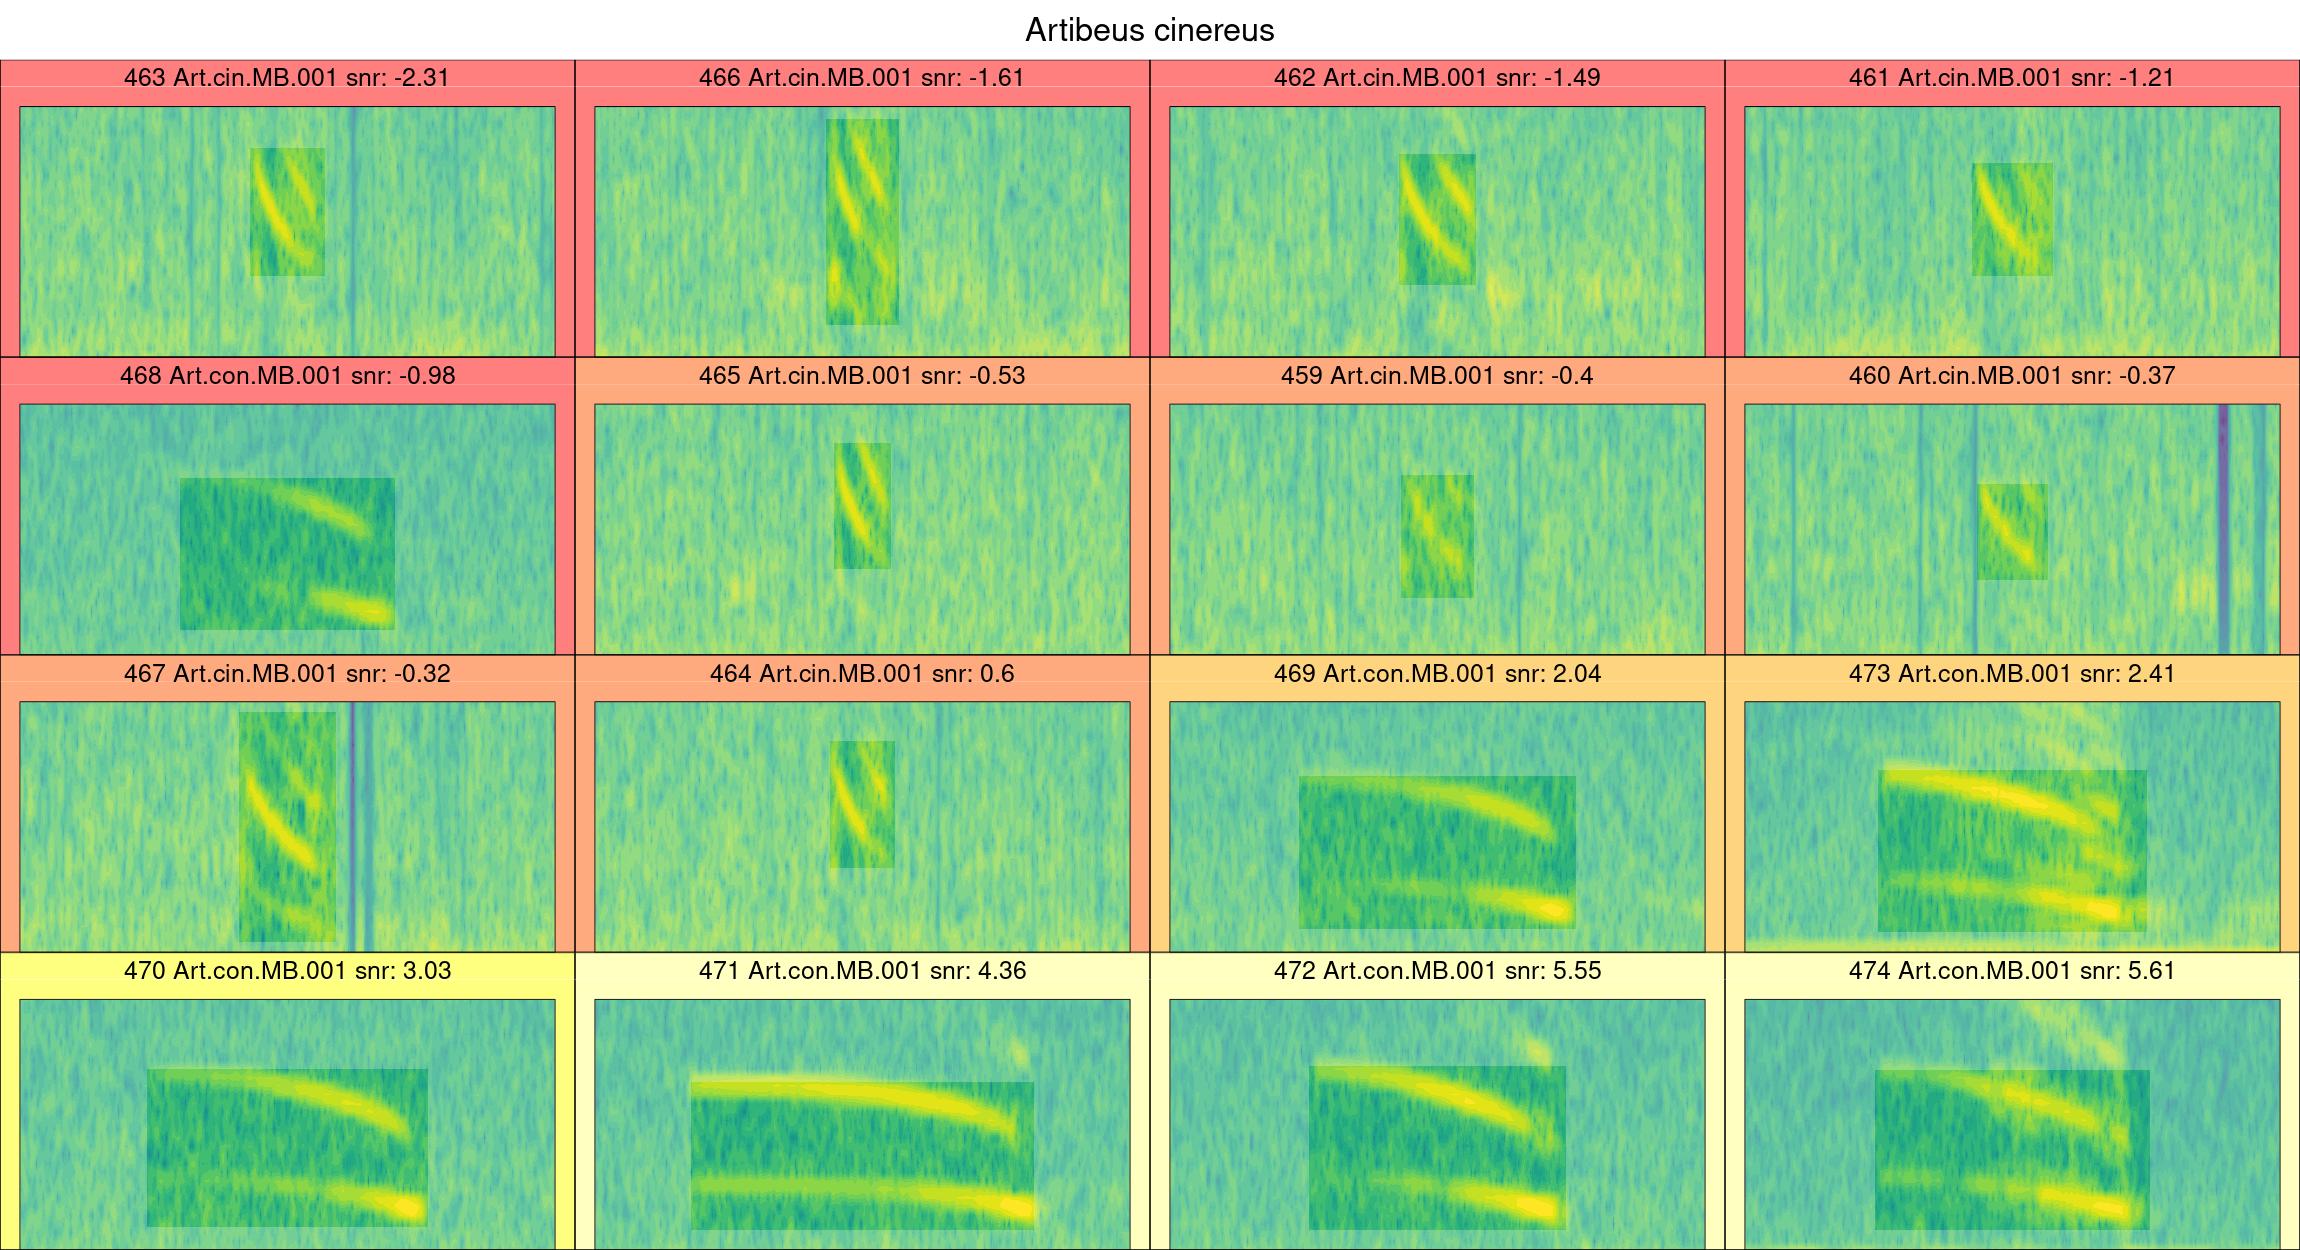 Artibeus cinereus
463 Art.cin.MB.001 snr: -2.31
466 Art.cin.MB.001 snr: -1.61
462 Art.cin.MB.001 snr: -1.49
461 Art.cin.MB.001 snr: -1.21
468 Art.con.MB.001 snr: -0.98
465 Art.cin.MB.001 snr: -0.53
459 Art.cin.MB.001 snr: -0.4
460 Art.cin.MB.001 snr: -0.37
467 Art.cin.MB.001 snr: -0.32
464 Art.cin.MB.001 snr: 0.6
469 Art.con.MB.001 snr: 2.04
473 Art.con.MB.001 snr: 2.41
470 Art.con.MB.001 snr: 3.03
471 Art.con.MB.001 snr: 4.36
472 Art.con.MB.001 snr: 5.55
474 Art.con.MB.001 snr: 5.61